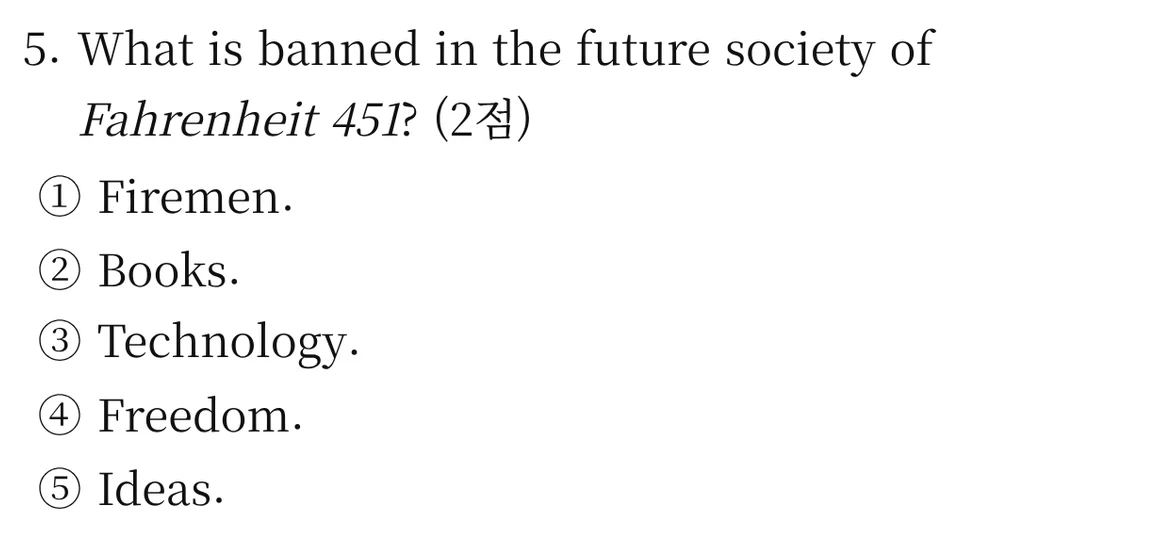 5. What is banned in the future society of
Fahrenheit 451? (2점)
① Firemen.
② Books.
③ Technology.
④ Freedom.
⑤ Ideas.